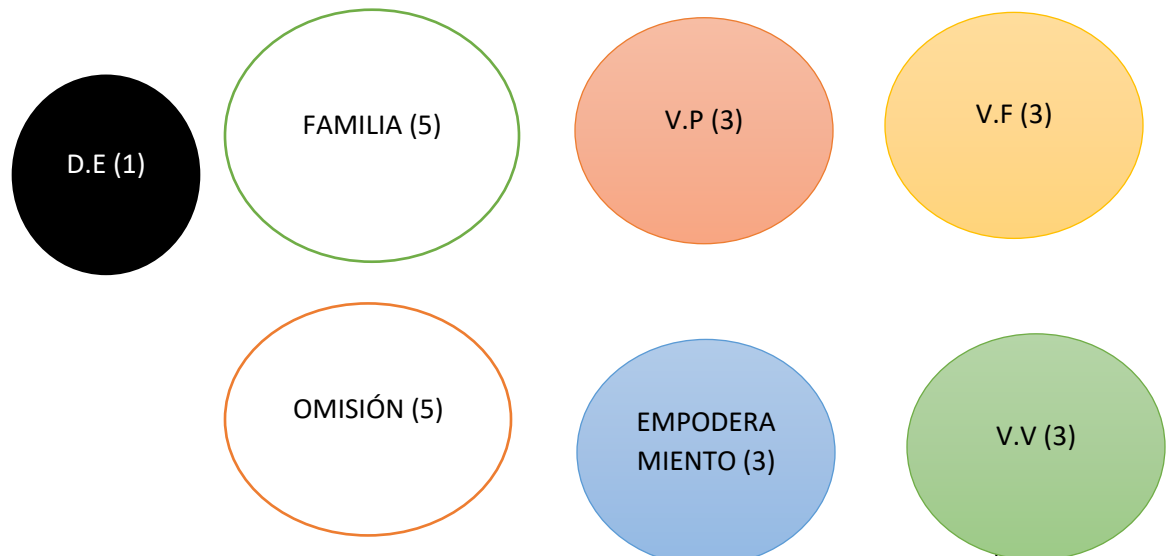 D.E (1)
FAMILIA (5)
V.P (3)
V.F (3)
OMISIÓN (5)
EMPODERA
MIENTO (3)
V.V (3)